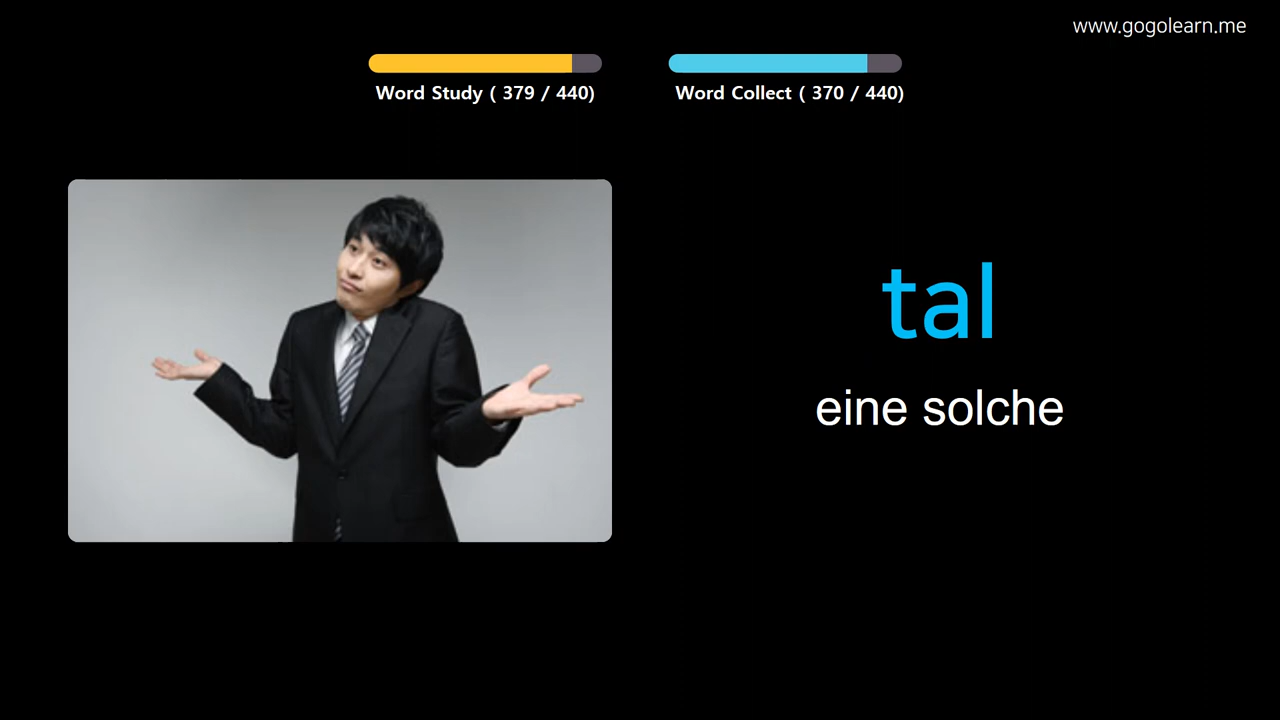 www.gogolearn.me
Word Study ( 379 / 440)
Word Collect ( 370 / 440)
tal
eine solche